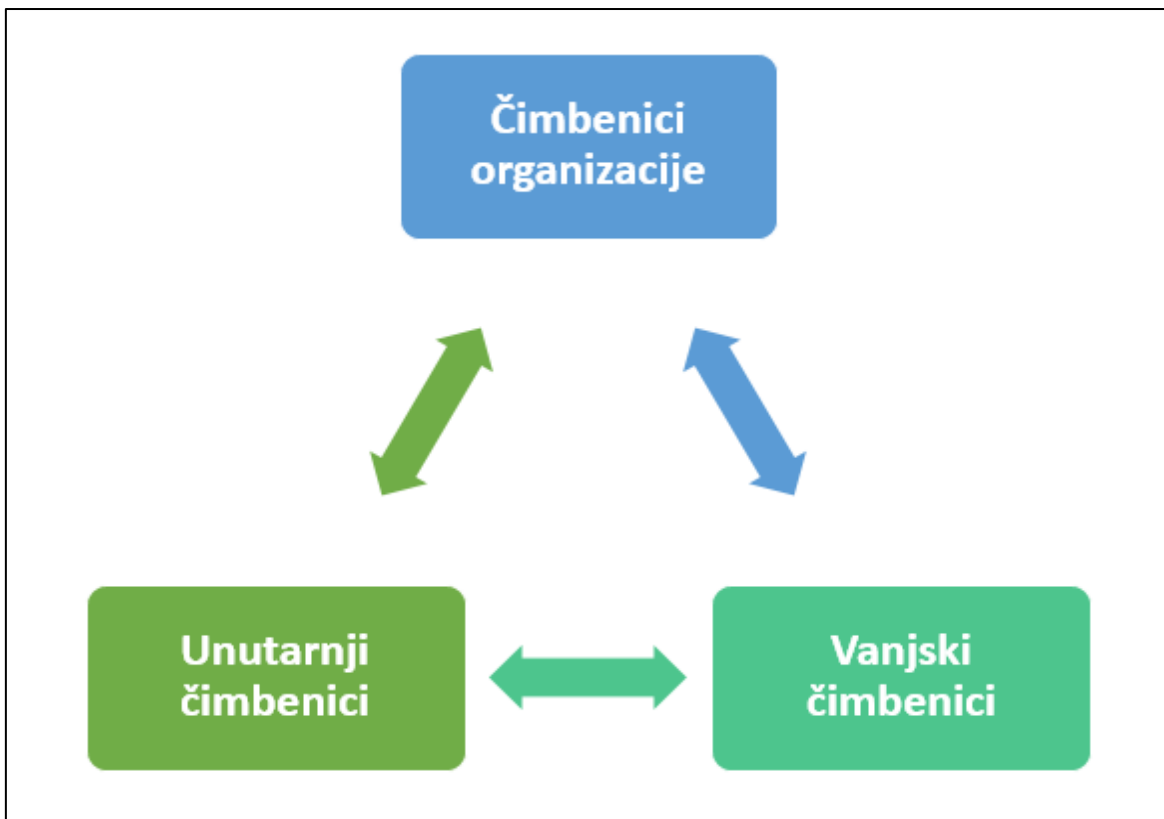 Čimbenici
organizacije
Unutarnji
čimbenici
Vanjski
čimbenici